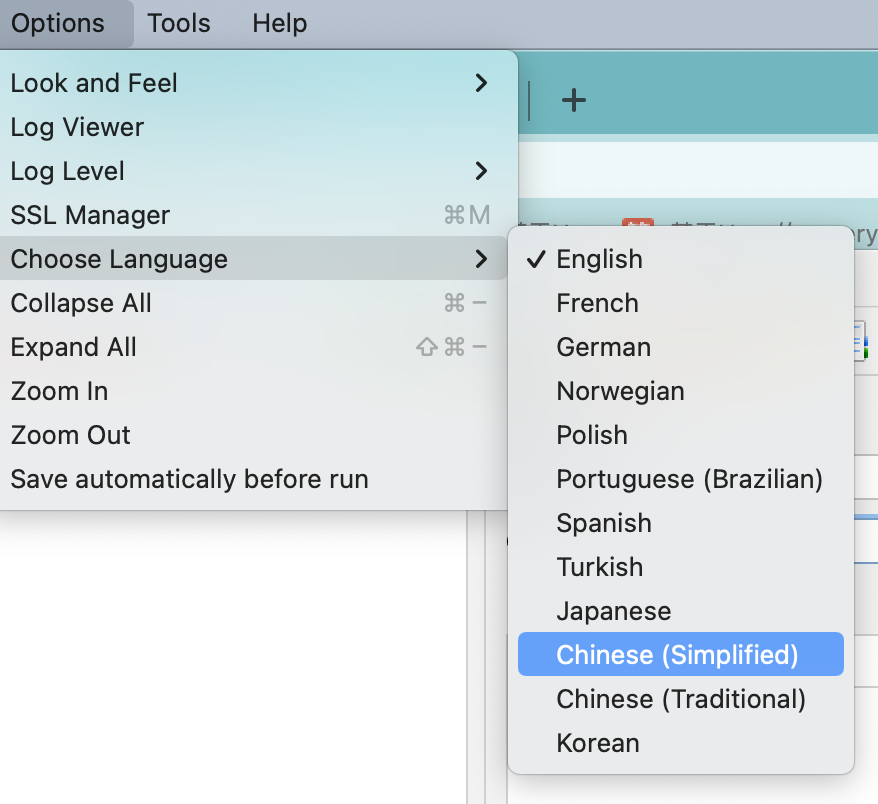 Options Tools Help
Look and Feel
Log Viewer
Log Level
SSL Manager ⌘M
Choose Language
Collapse All ⌘−
Expand All ⇧⌘−
Zoom In
Zoom Out
Save automatically before run
✓ English
French
German
Norwegian
Polish
Portuguese (Brazilian)
Spanish
Turkish
Japanese
Chinese (Simplified)
Chinese (Traditional)
Korean